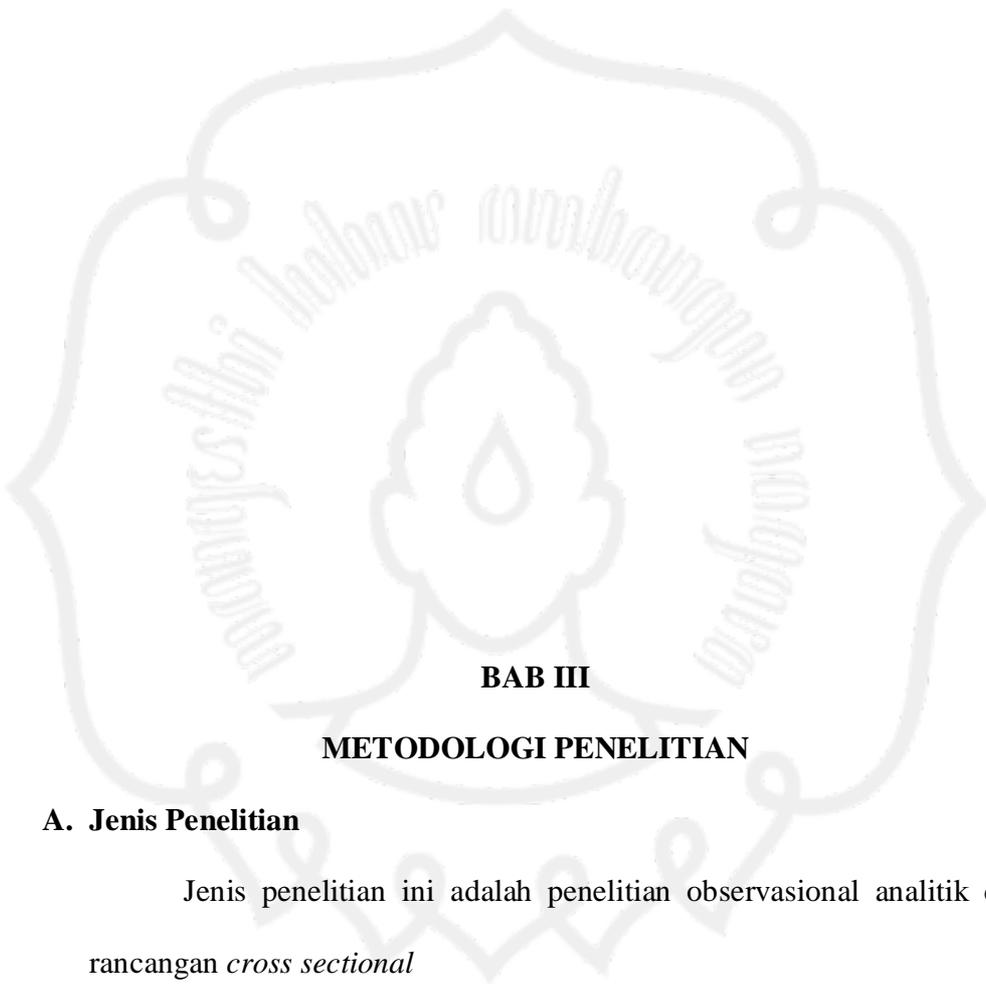 BAB III
METODOLOGI PENELITIAN
A. Jenis Penelitian
Jenis penelitian ini adalah penelitian observasional analitik
rancangan cross sectional